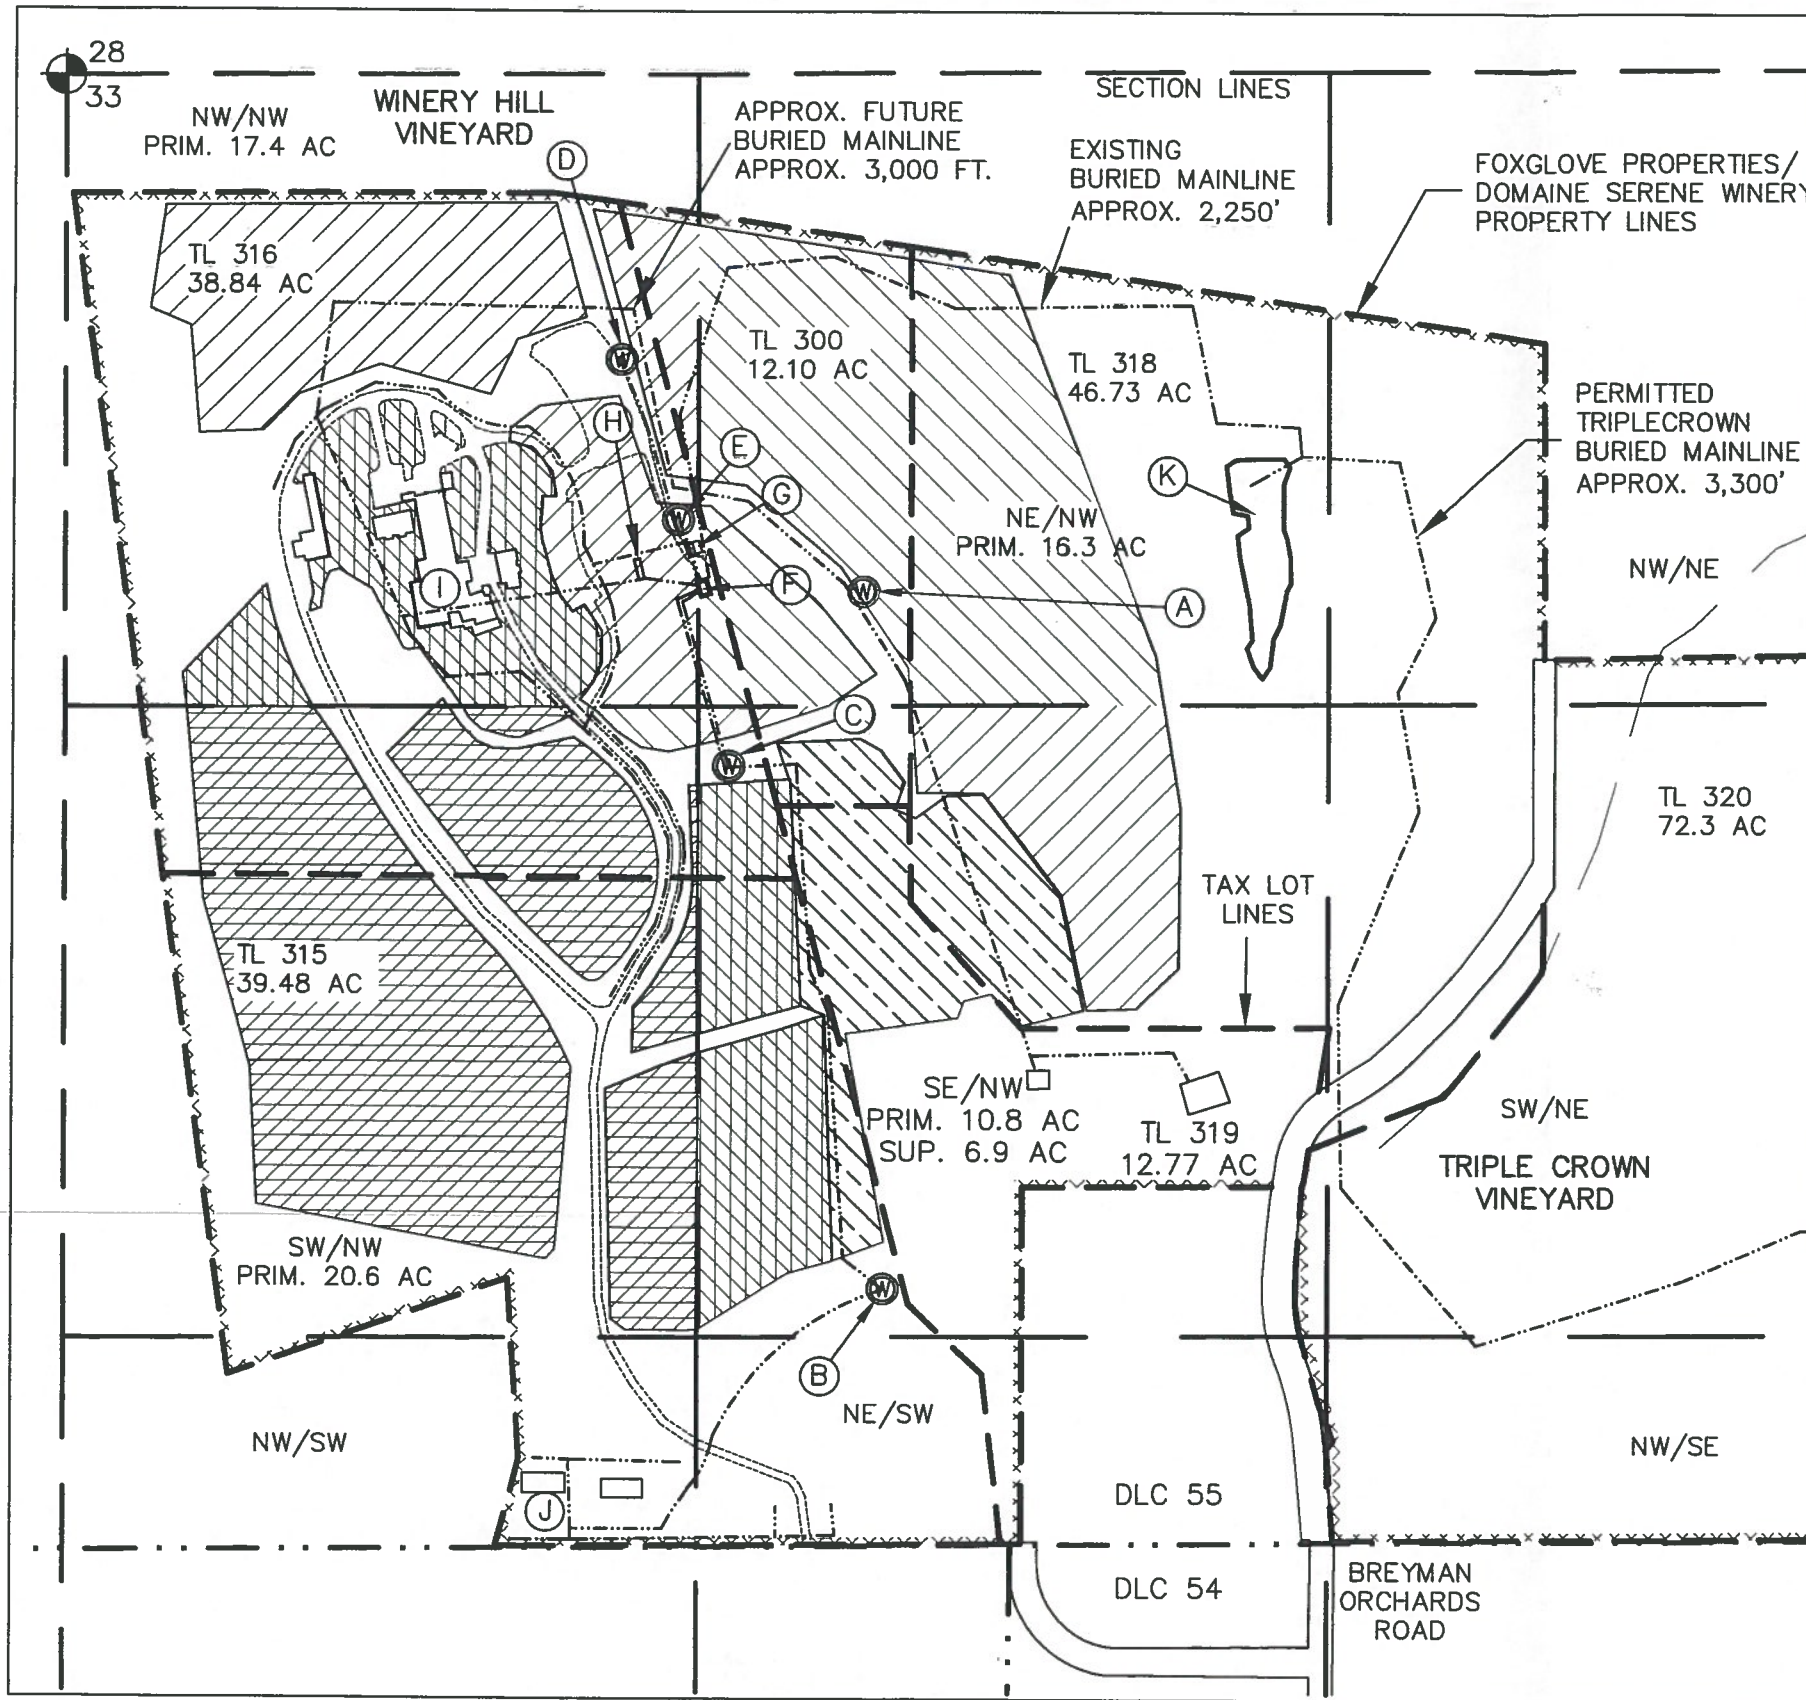 28
33
NW/NW
PRIM. 17.4 AC
WINERY HILL
VINEYARD
D
APPROX. FUTURE
BURIED MAINLINE
APPROX. 3,000 FT.
SECTION LINES
EXISTING
BURIED MAINLINE
APPROX. 2,250'
FOXGLOVE PROPERTIES/
DOMAINE SERENE WINERY
PROPERTY LINES
TL 316
38.84 AC
TL 300
12.10 AC
TL 318
46.73 AC
W
PERMITTED
TRIPLECROWN
BURIED MAINLINE
APPROX. 3,300'
H
E
G
K
W
NE/NW
PRIM. 16.3 AC
NW/NE
I
F
W
A
C
W
TL 320
72.3 AC
TAX LOT
LINES
TL 315
39.48 AC
SE/NW
PRIM. 10.8 AC
SUP. 6.9 AC
TL 319
12.77 AC
SW/NE
TRIPLE CROWN
VINEYARD
SW/NW
PRIM. 20.6 AC
W
B
NE/SW
NW/SW
NW/SE
J
DLC 55
DLC 54
BREYMAN
ORCHARDS
ROAD